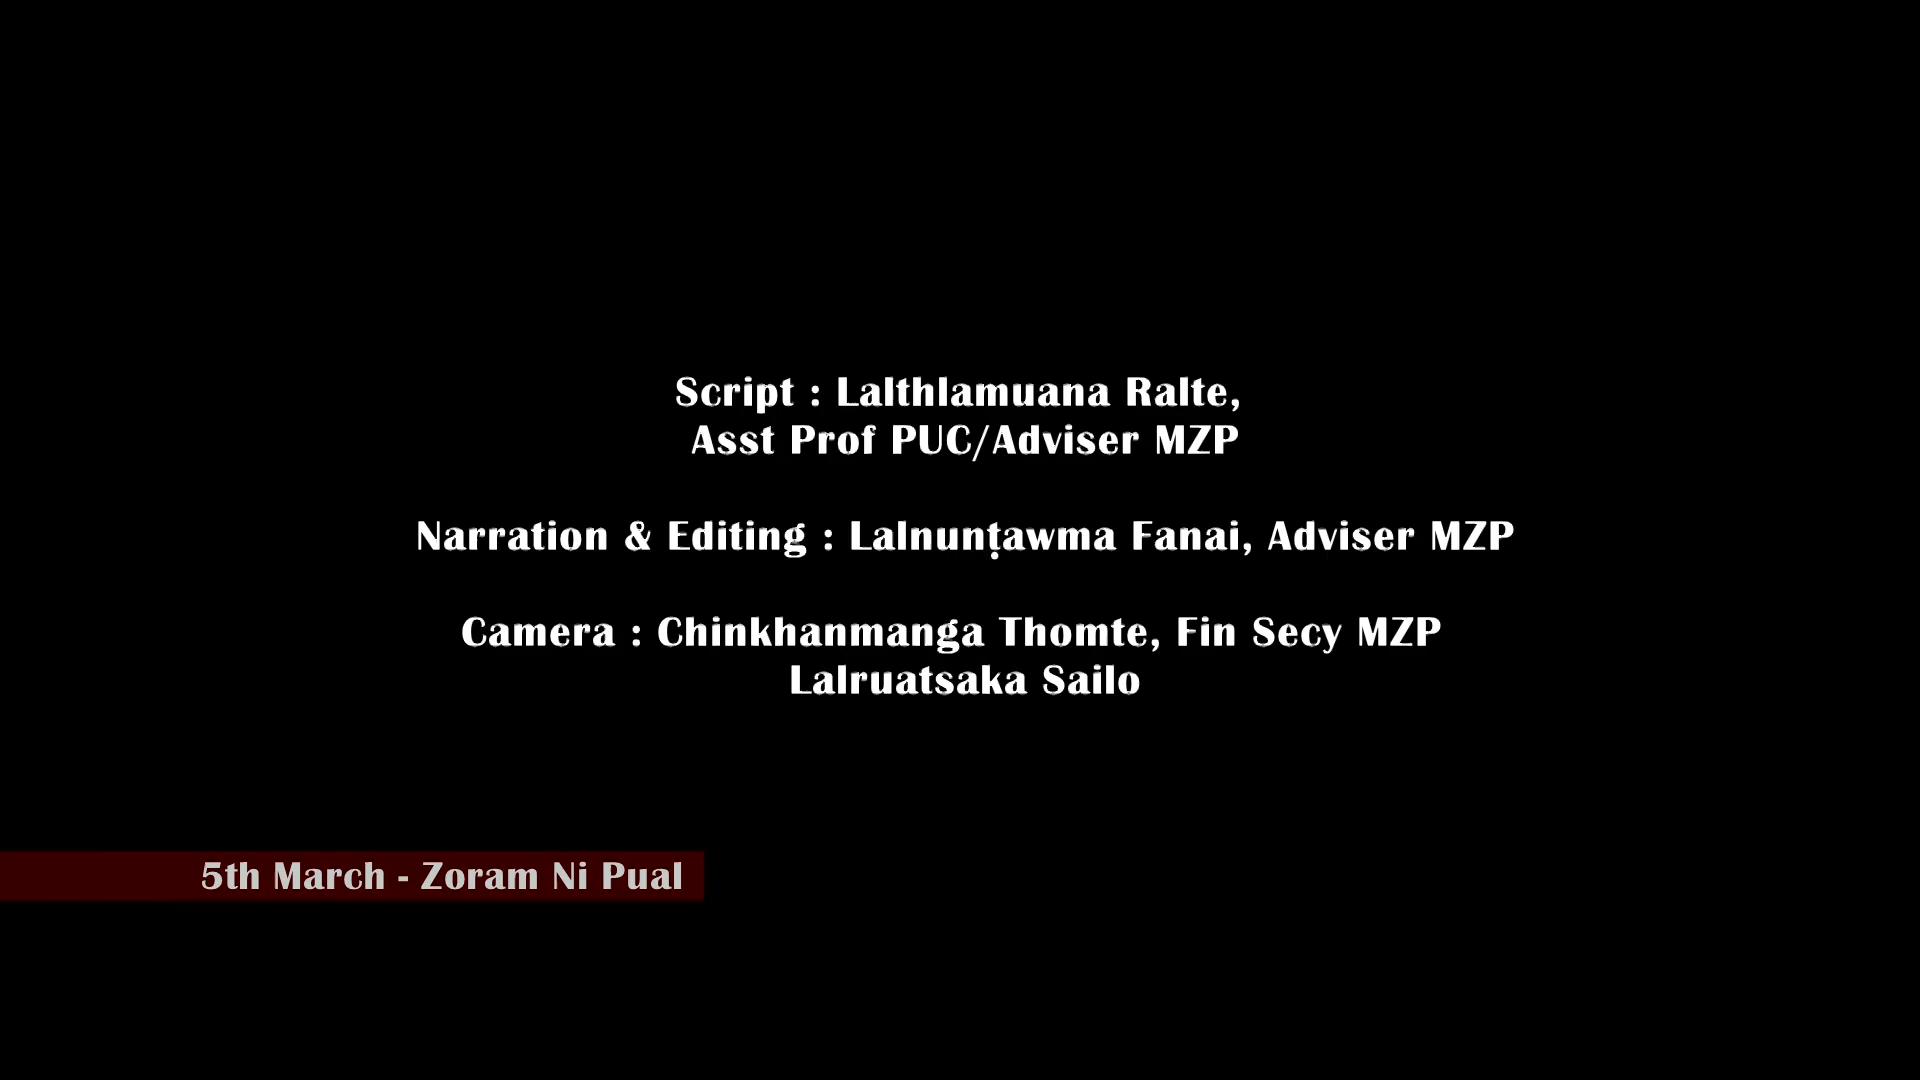 Script : Lalthlamuana Ralte,
Asst Prof PUC/Adviser MZP
Narration & Editing : Lalnunṭawma Fanai, Adviser MZP
Camera : Chinkhanmanga Thomte, Fin Secy MZP
Lalruatsaka Sailo
5th March - Zoram Ni Pual